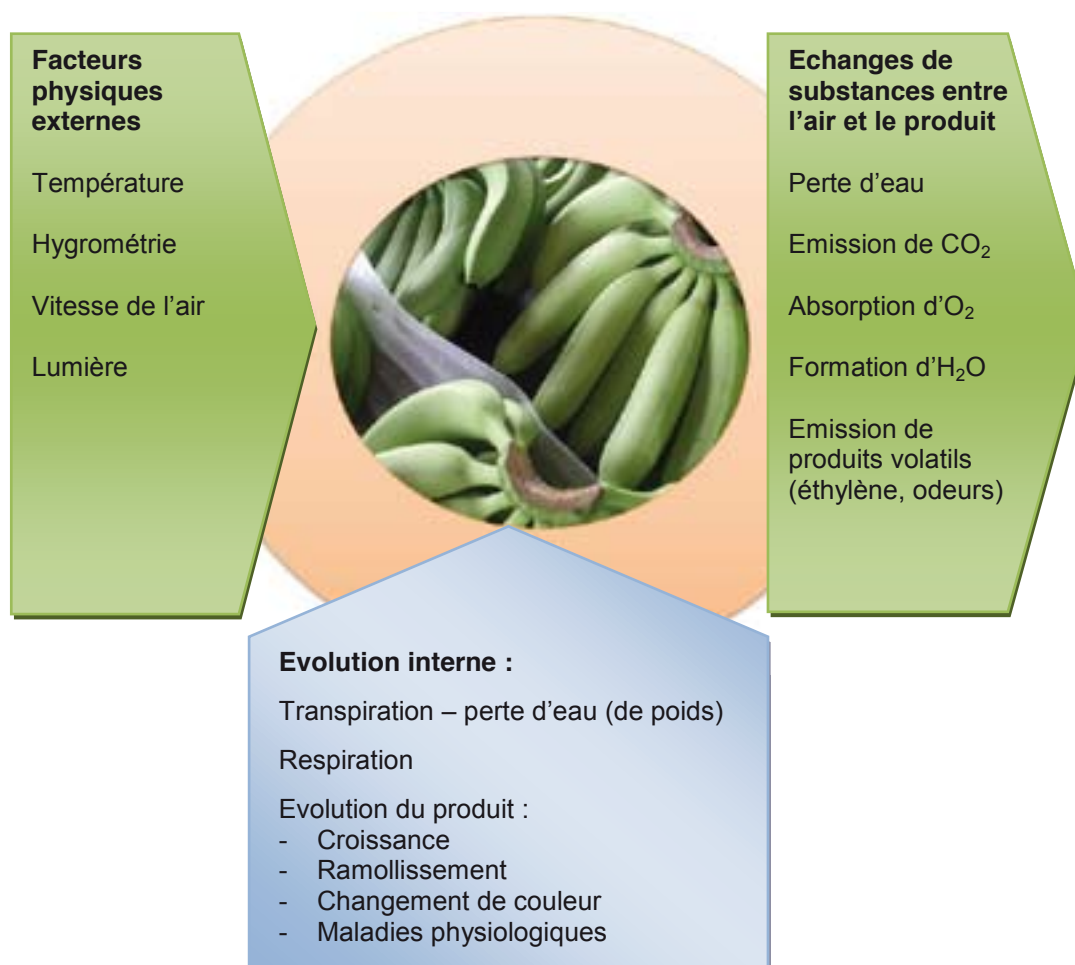 Facteurs
physiques
externes
Température
Hygrométrie
Vitesse de l'air
Lumière
Echanges de
substances entre
l'air et le produit
Perte d'eau
Emission de CO₂
Absorption d'O₂
Formation d'H₂O
Emission de
produits volatils
(éthylène, odeurs)
Evolution interne :
Transpiration – perte d'eau (de poids)
Respiration
Evolution du produit :
- Croissance
- Ramollissement
- Changement de couleur
- Maladies physiologiques